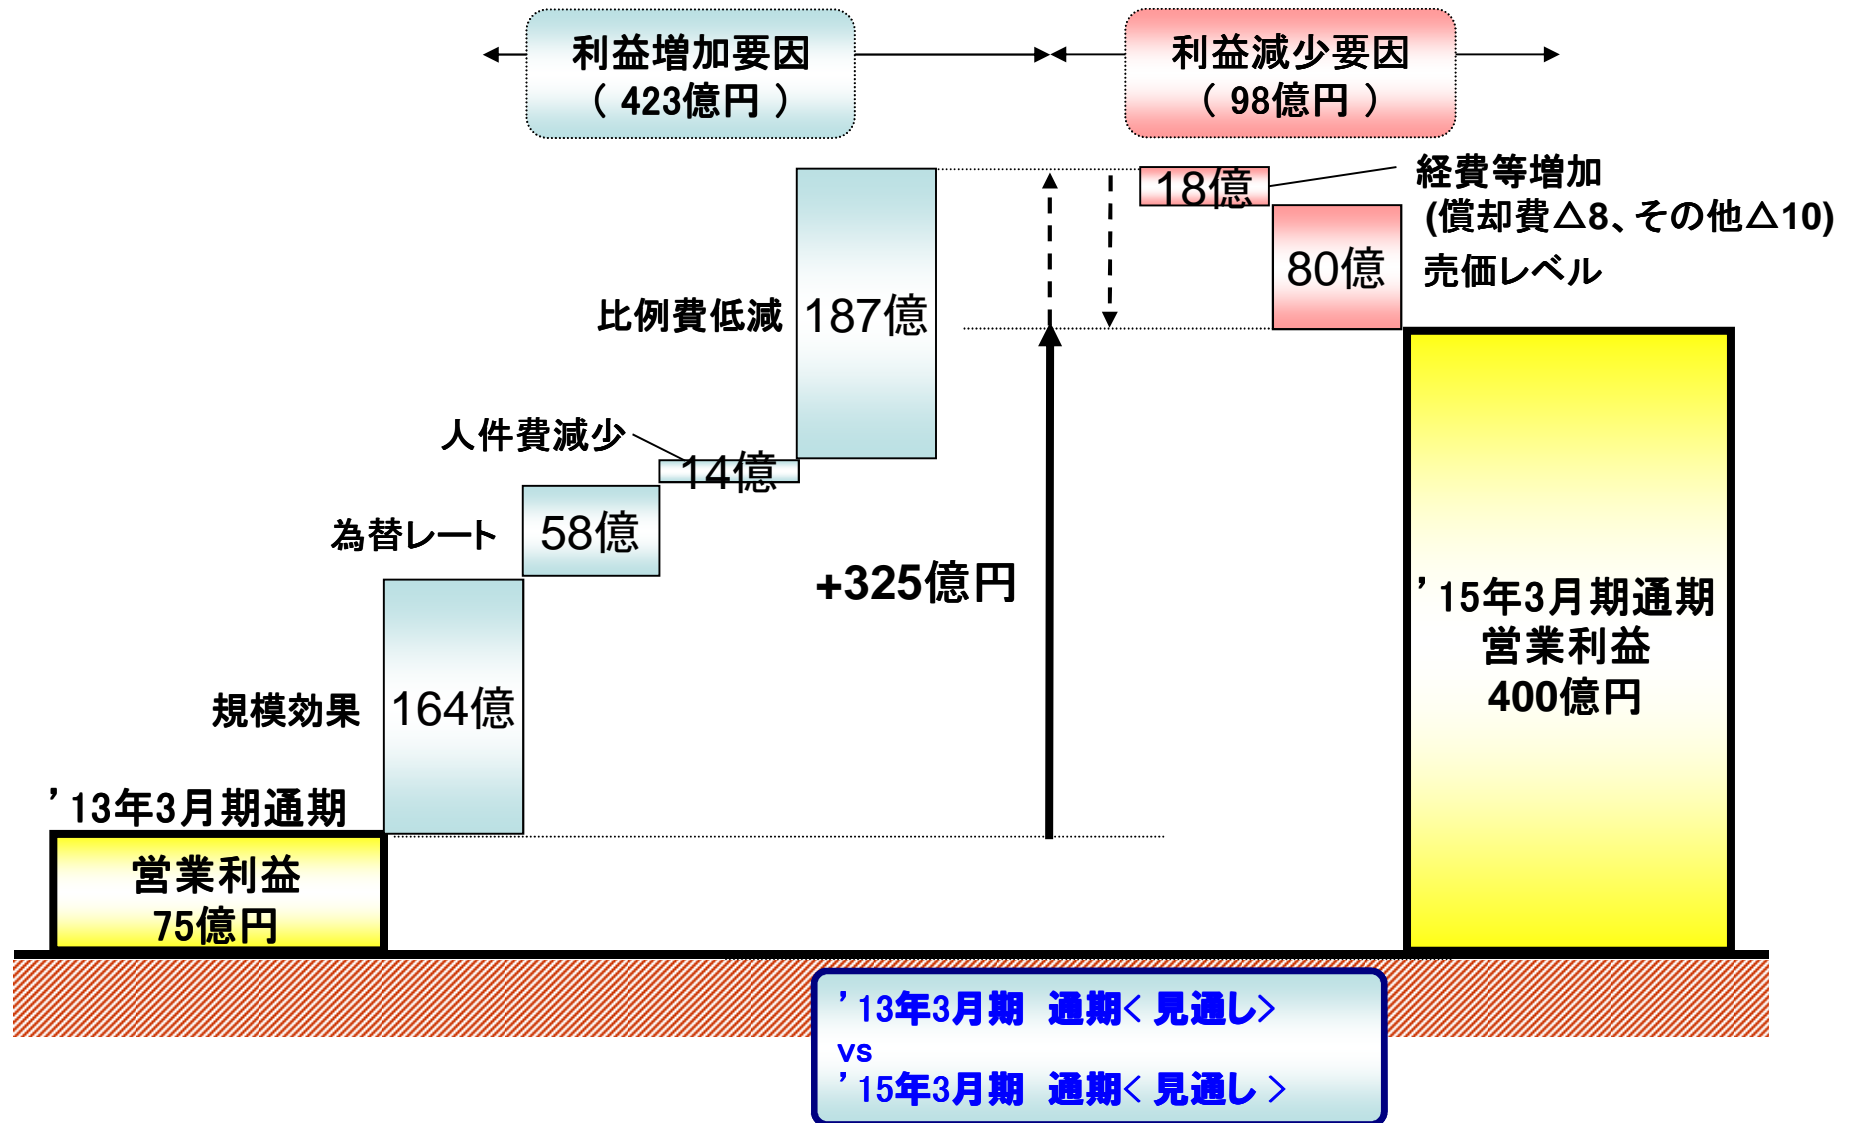 利益増加要因
( 423億円 )
利益減少要因
( 98億円 )
18億
経費等増加
(償却費△8、その他△10)
80億
売価レベル
比例費低減
187億
人件費減少
14億
為替レート
58億
+325億円
規模効果
164億
’13年3月期通期
営業利益
75億円
’15年3月期通期
営業利益
400億円
’13年3月期 通期< 見通し>
vs
’15年3月期 通期< 見通し >